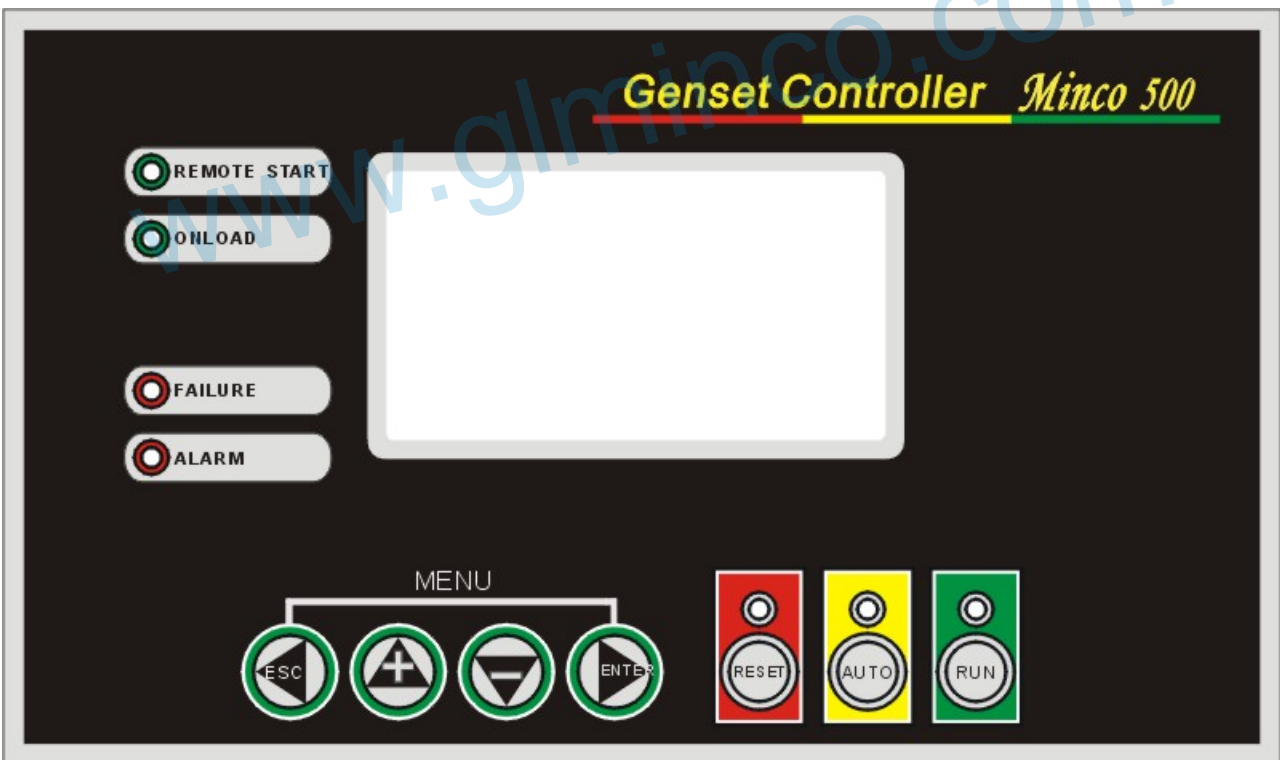 www.glminco.com
Genset Controller Minco 500
REMOTE START
ONLOAD
FAILURE
ALARM
MENU
ESC
+
−
ENTER
RESET
AUTO
RUN